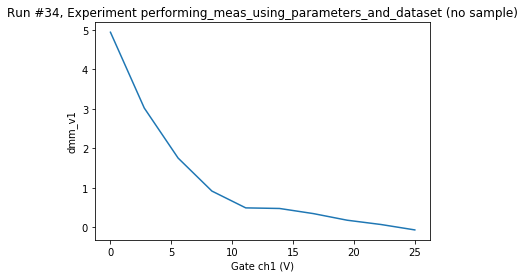 Run #34, Experiment performing_meas_using_parameters_and_dataset (no sample)
5
4
3
2
1
0
dmm_v1
0 5 10 15 20 25
Gate ch1 (V)